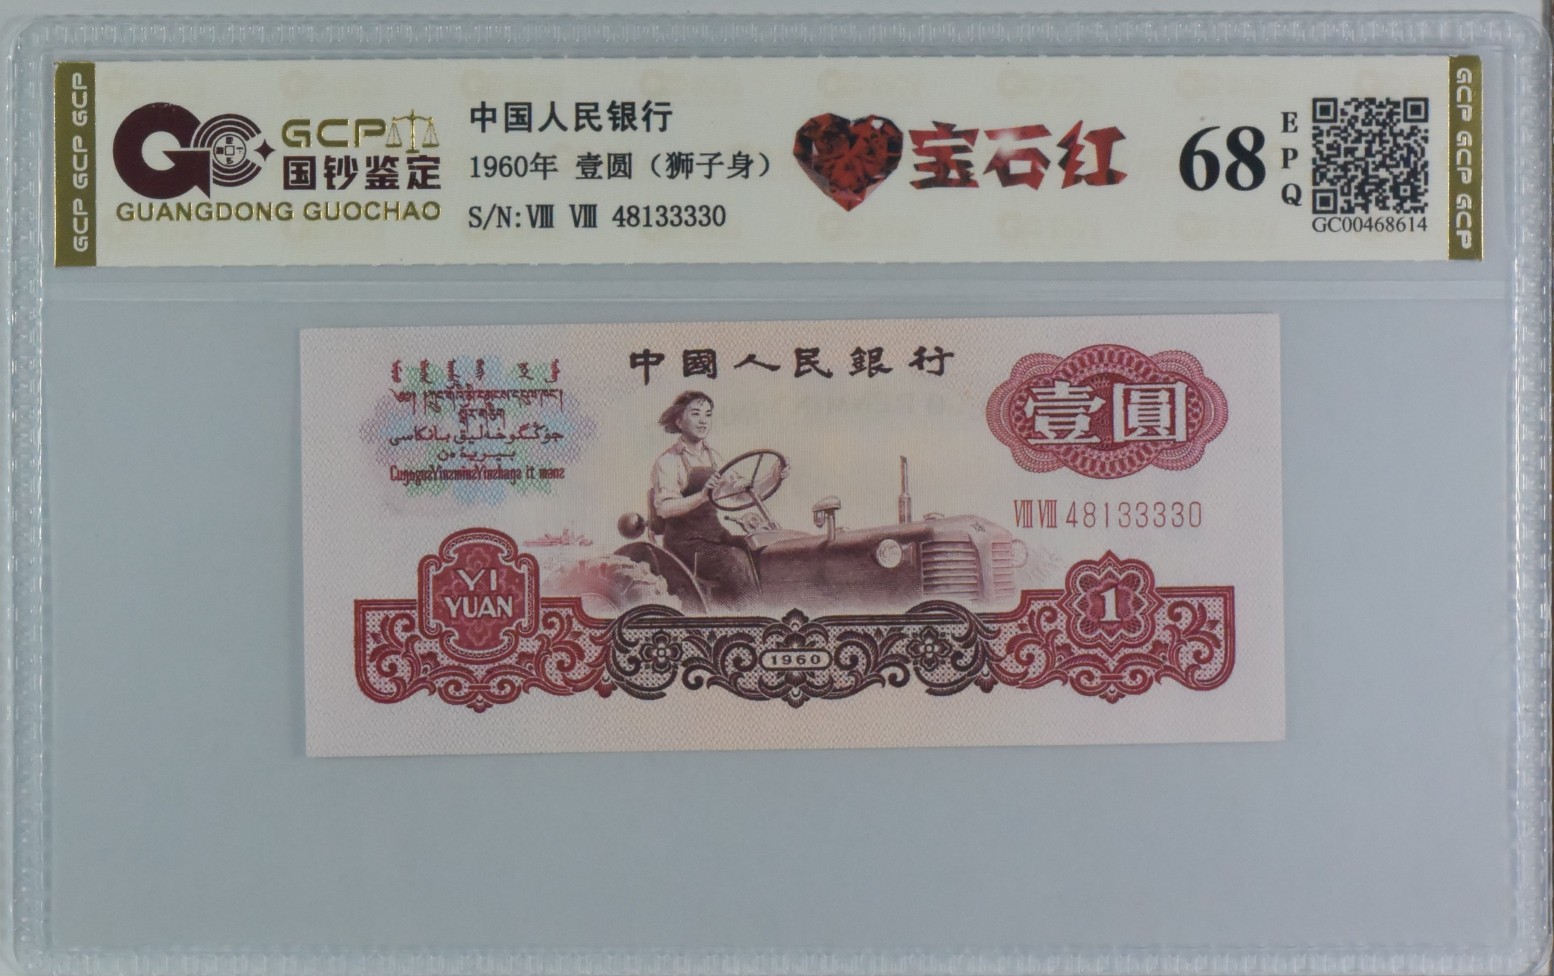 GCP GCP GCP
GCP
国钞鉴定
GUANGDONG GUOCHAO
中国人民银行
1960年 壹圆（狮子身）
S/N: Ⅷ Ⅷ 48133330
宝石红
68
EPQ
GC00468614
GCP GCP GCP
中國人民銀行
壹圓
ⅧⅧ 48133330
YI
YUAN
1960
1